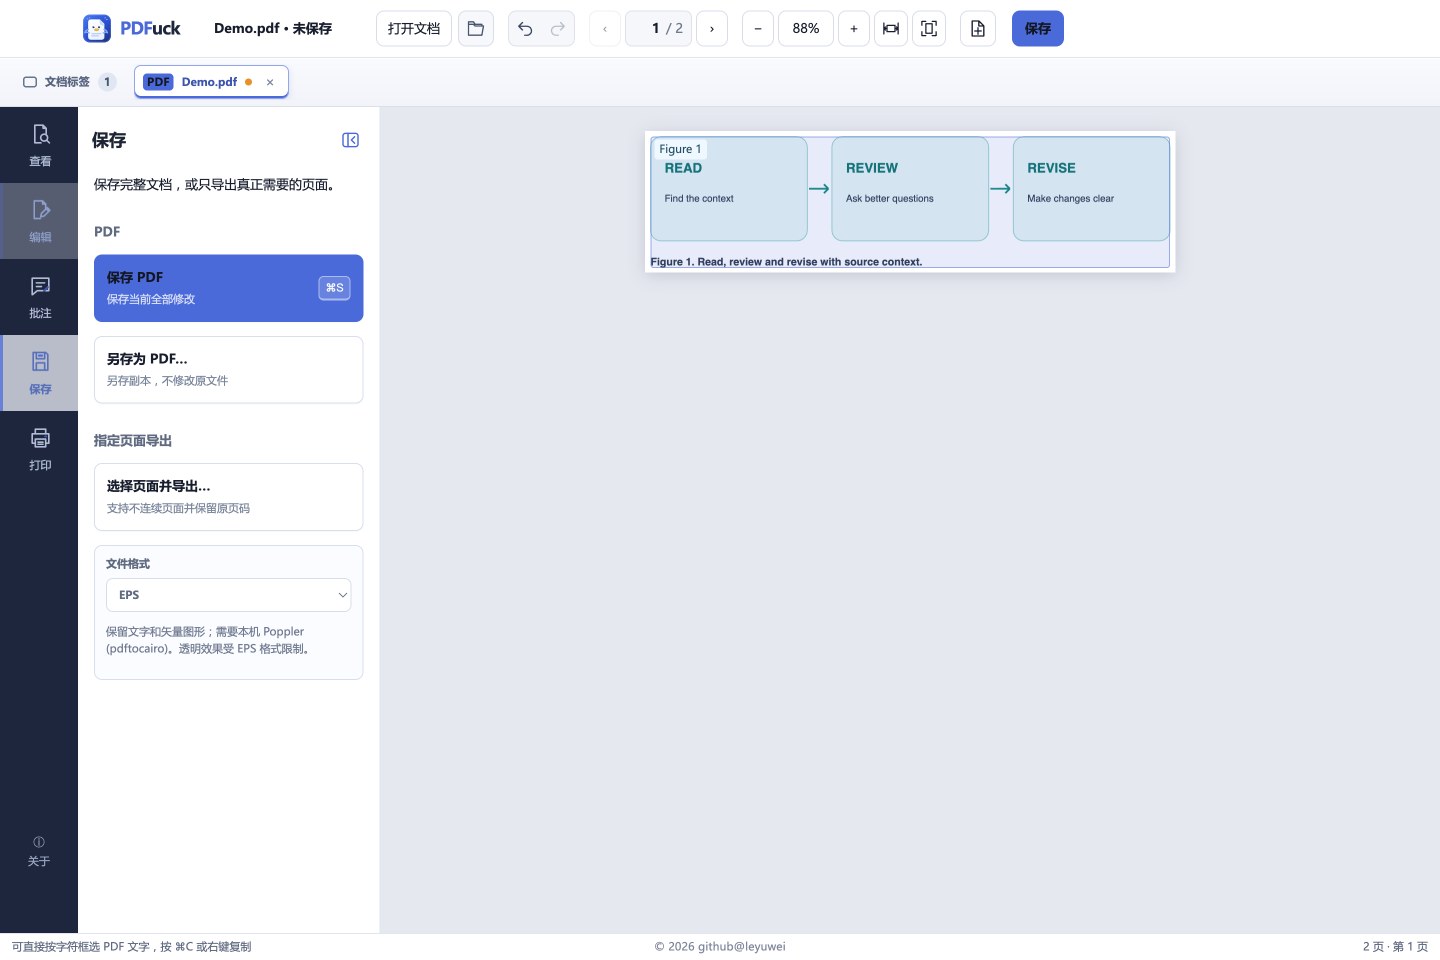 PDFuck
Demo.pdf • 未保存
打开文档
1 / 2
88%
保存
文档标签 1
PDF Demo.pdf
查看
编辑
批注
保存
打印
关于
保存
保存完整文档，或只导出真正需要的页面。
PDF
保存 PDF
保存当前全部修改
⌘S
另存为 PDF...
另存副本，不修改原文件
指定页面导出
选择页面并导出...
支持不连续页面并保留原页码
文件格式
EPS
保留文字和矢量图形；需要本机 Poppler
(pdftocairo)。透明效果受 EPS 格式限制。
Figure 1
READ
Find the context
REVIEW
Ask better questions
REVISE
Make changes clear
Figure 1. Read, review and revise with source context.
可直接按字符框选 PDF 文字，按 ⌘C 或右键复制
© 2026 github@leyuwei
2 页 · 第 1 页